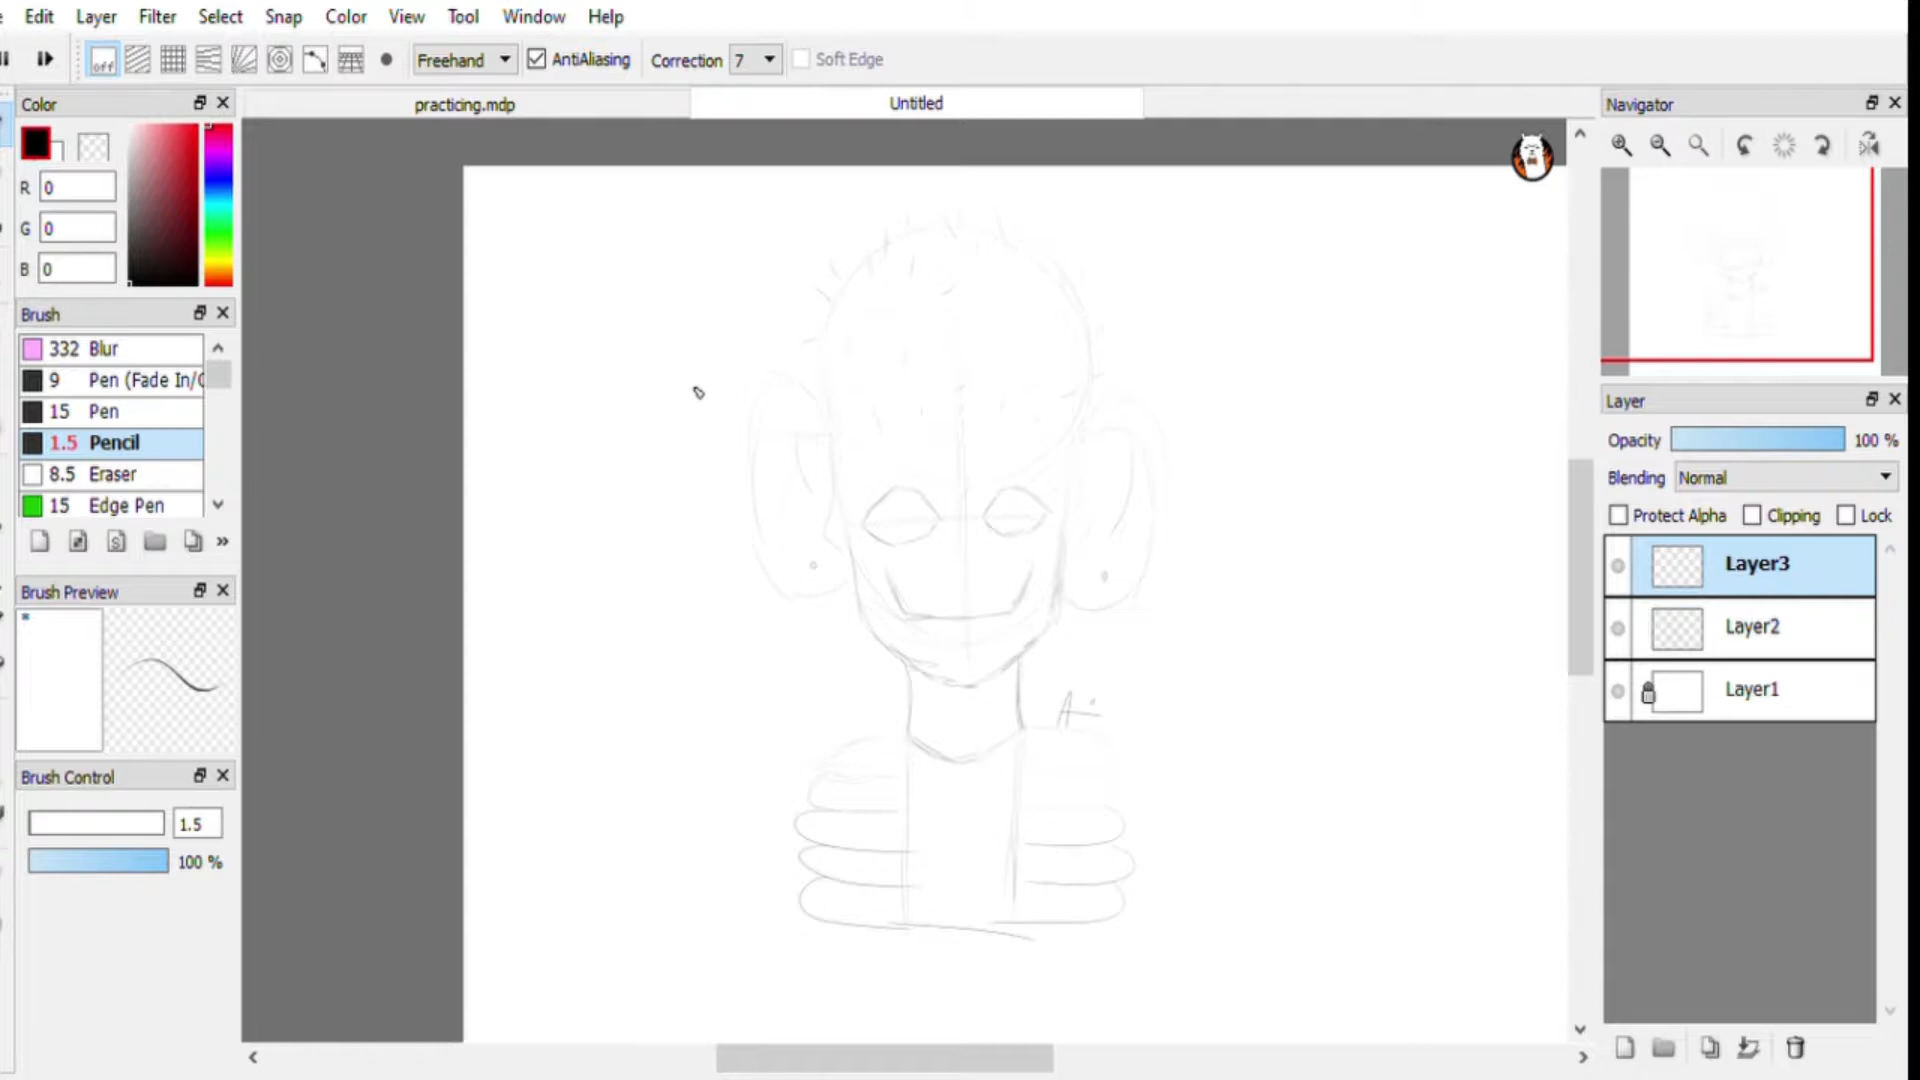 Edit Layer Filter Select Snap Color View Tool Window Help
off Freehand AntiAliasing Correction 7 Soft Edge
Color
practicing.mdp
Untitled
Navigator
R 0
G 0
B 0
Brush
332 Blur
9 Pen (Fade In/
15 Pen
1.5 Pencil
8.5 Eraser
15 Edge Pen
Brush Preview
Brush Control
1.5
100 %
Layer
Opacity 100 %
Blending Normal
Protect Alpha Clipping Lock
Layer3
Layer2
Layer1